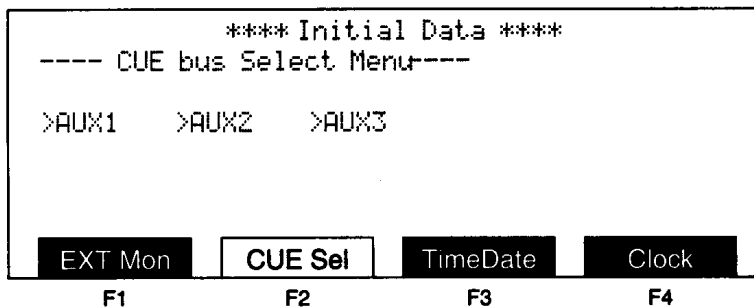 **** Initial Data ****
---- CUE bus Select Menu----
>AUX1 >AUX2 >AUX3
EXT Mon CUE Sel TimeDate Clock
F1 F2 F3 F4